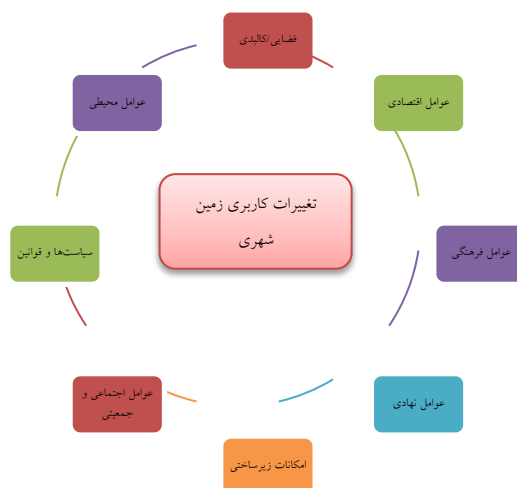 فضایی/کالبدی
عوامل اقتصادی
عوامل فرهنگی
عوامل نهادی
امکانات زیرساختی
عوامل اجتماعی و
جمعیتی
سیاست‌ها و قوانین
عوامل محیطی
تغییرات کاربری زمین
شهری